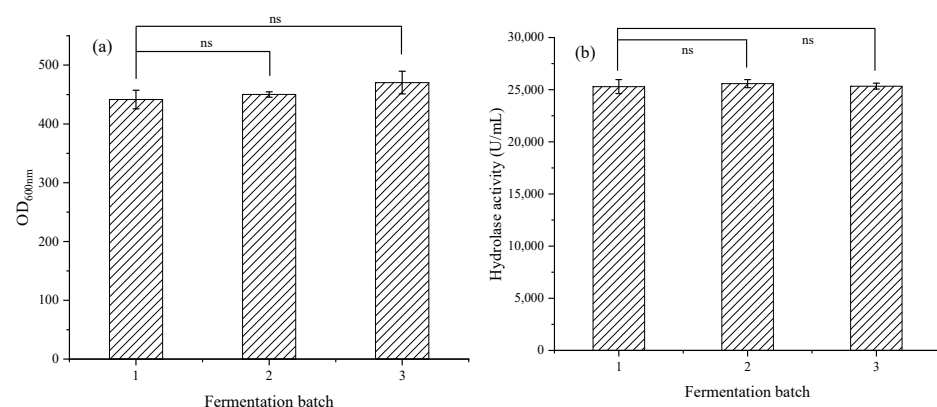 ns
(a)
ns
500
400
300
200
100
0
OD600nm
1 2 3
Fermentation batch
30,000
(b)
ns
ns
25,000
20,000
15,000
10,000
5,000
0
Hydrolase activity (U/mL)
1 2 3
Fermentation batch